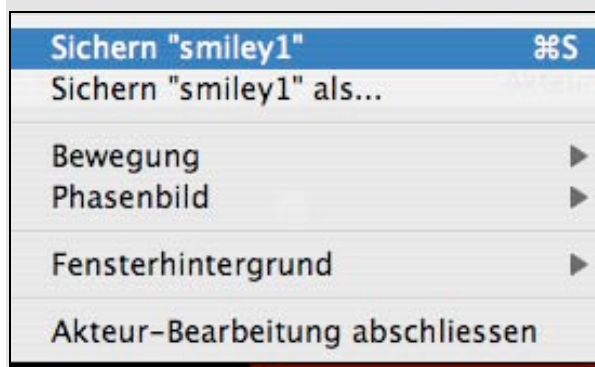 Sichern "smiley1" ⌘S
Sichern "smiley1" als...
Bewegung
Phasenbild
Fensterhintergrund
Akteur-Bearbeitung abschliessen